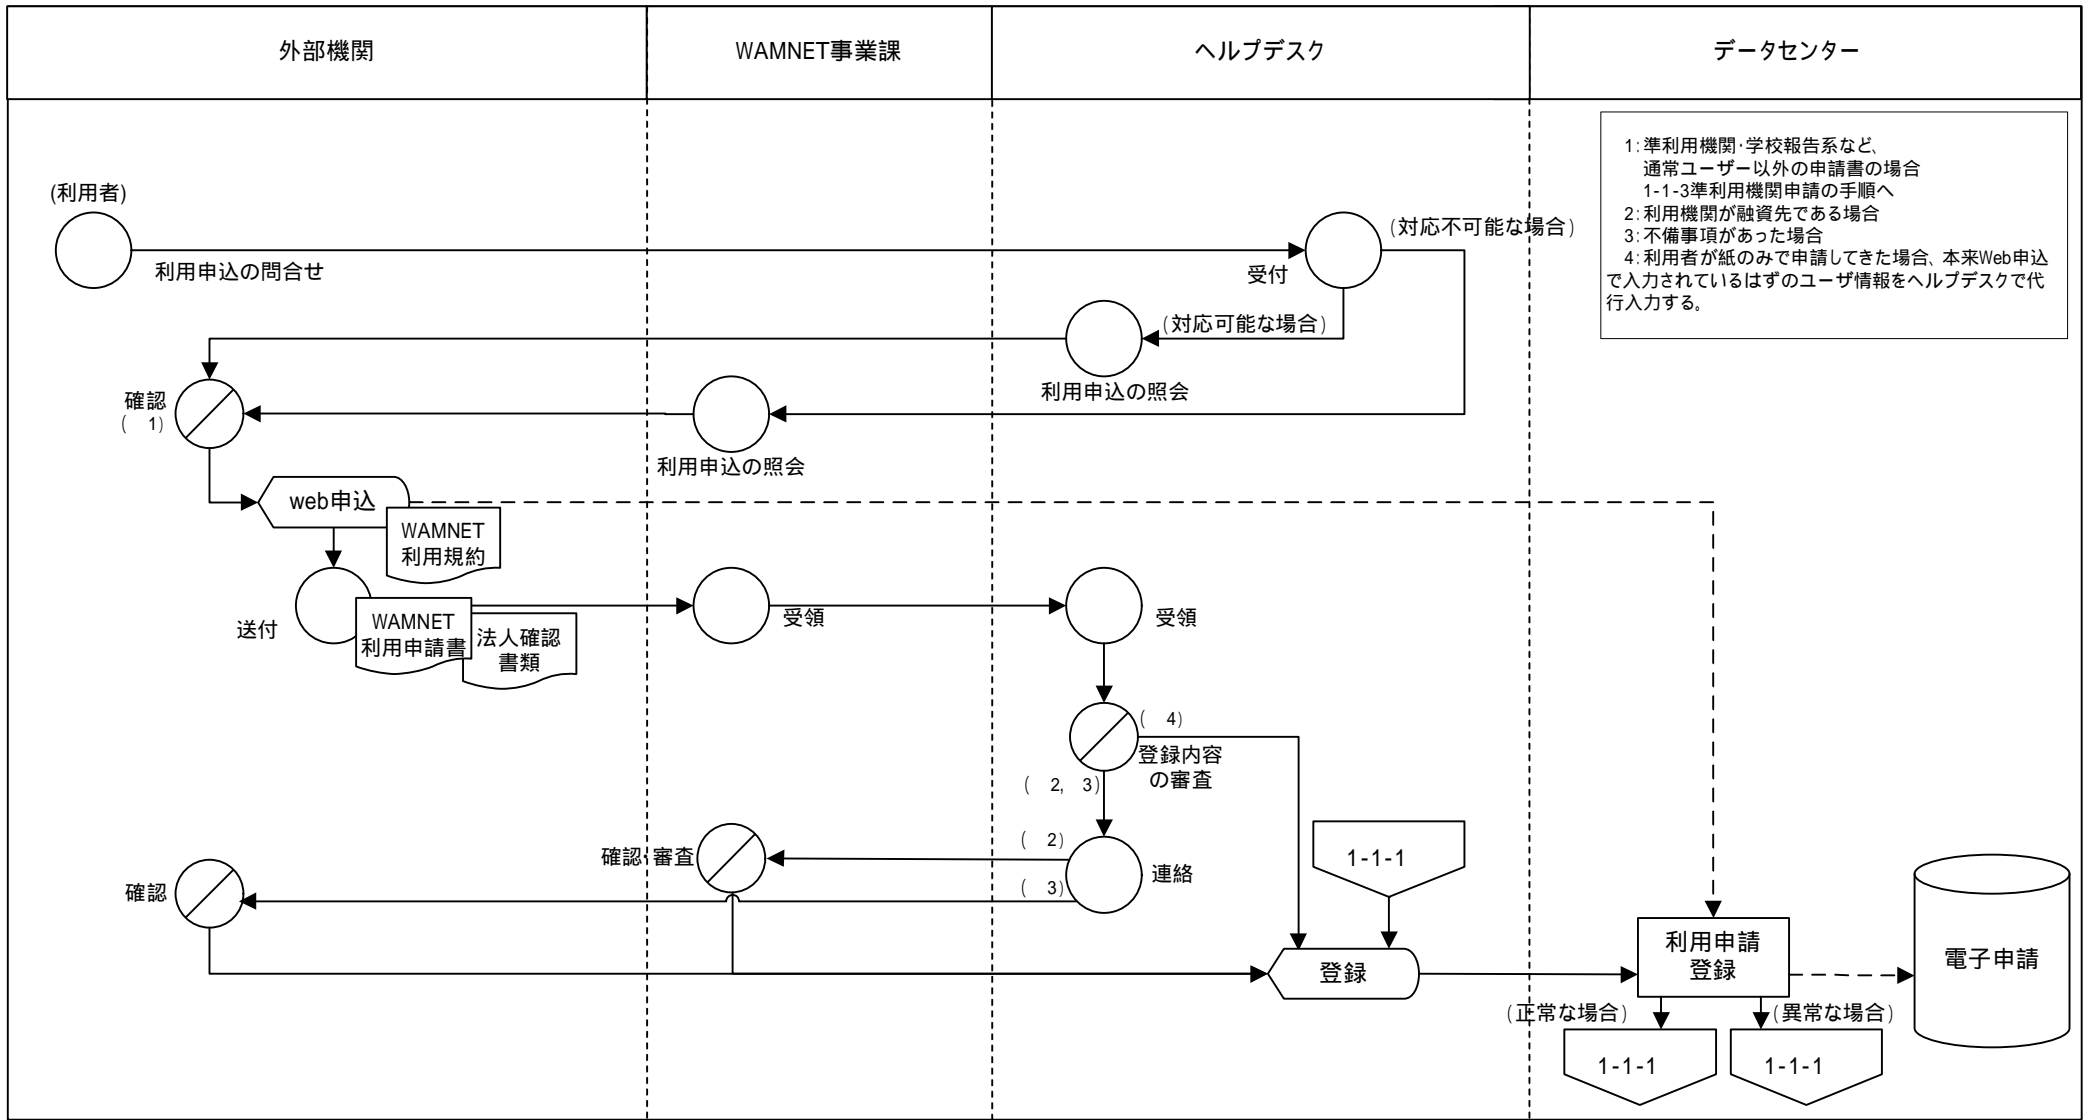 外部機関
WAMNET事業課
ヘルプデスク
データセンター
1:準利用機関・学校報告系など、
通常ユーザー以外の申請書の場合
1-1-3準利用機関申請の手順へ
2:利用機関が融資先である場合
3:不備事項があった場合
4:利用者が紙のみで申請してきた場合、本来Web申込
で入力されているはずのユーザ情報をヘルプデスクで代
行入力する。
(利用者)
利用申込の問合せ
受付
(対応不可能な場合)
(対応可能な場合)
利用申込の照会
確認
( 1)
利用申込の照会
web申込
WAMNET
利用規約
送付
WAMNET
利用申請書
法人確認
書類
受領
受領
( 4)
登録内容
の審査
( 2, 3)
( 2)
( 3)
連絡
確認・審査
確認
1-1-1
登録
利用申請
登録
電子申請
(正常な場合)
(異常な場合)
1-1-1
1-1-1